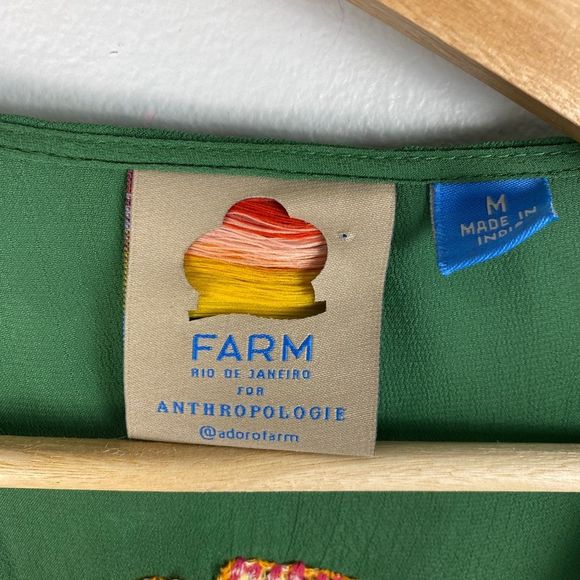 FARM
RIO DE JANEIRO
FOR
ANTHROPOLOGIE
@adorofarm
M
MADE IN
INDIA